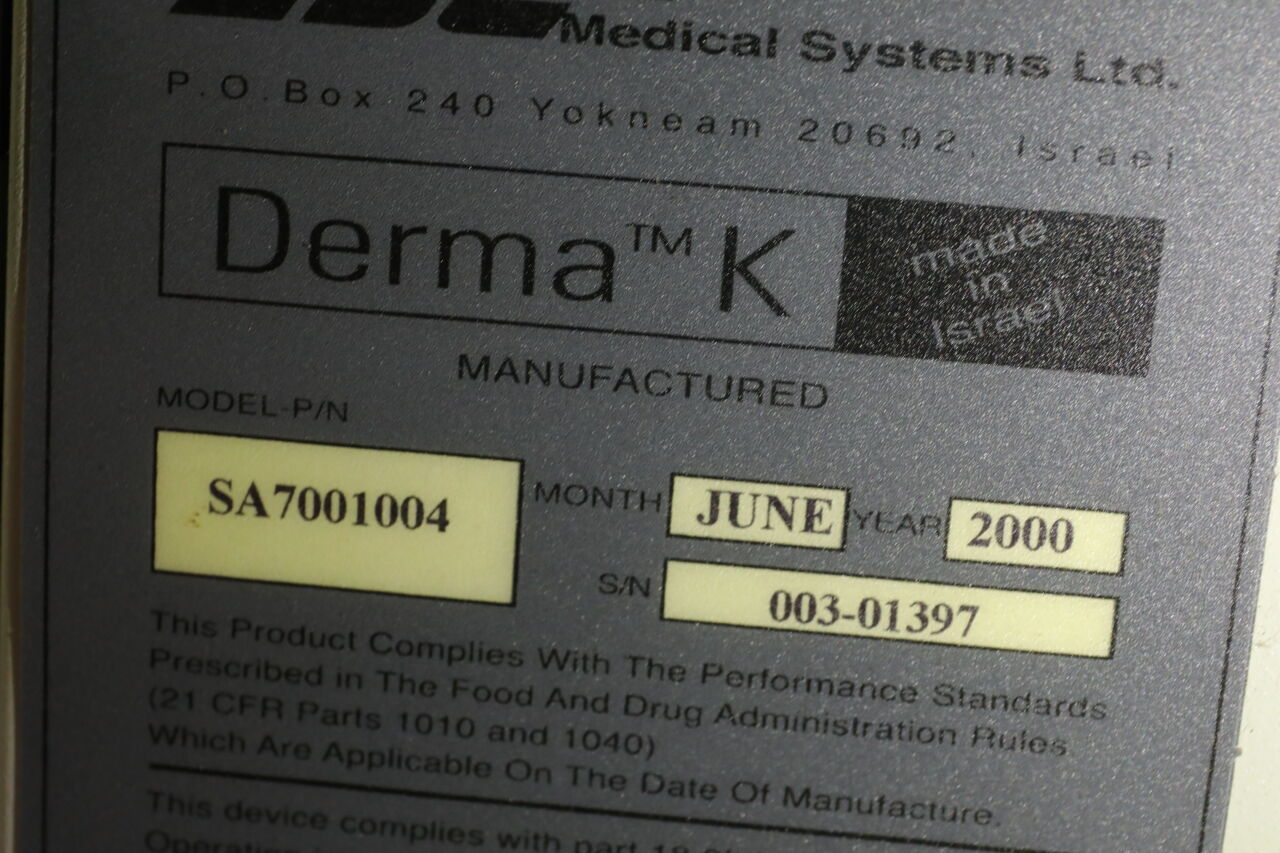 Medical Systems Ltd.
P.O.Box 240 Yokneam 20692, Israel
Derma™ K
made
in
Israel
MANUFACTURED
MODEL-P/N
SA7001004
MONTH JUNE YEAR 2000
S/N 003-01397
This Product Complies With The Performance Standards
Prescribed in The Food And Drug Administration Rules
(21 CFR Parts 1010 and 1040)
Which Are Applicable On The Date Of Manufacture.
This device complies with part 18